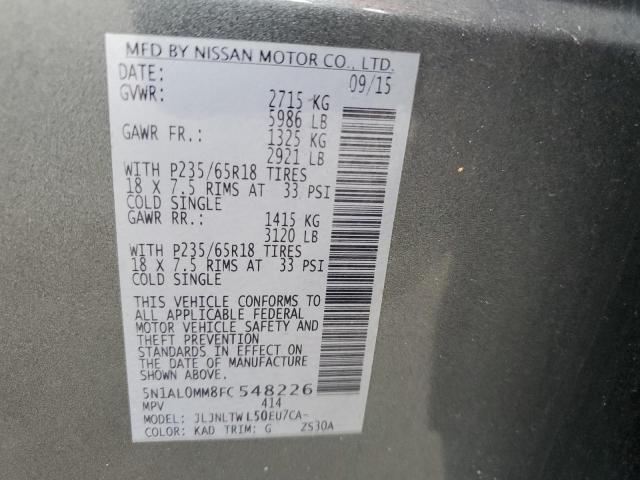 MFD BY NISSAN MOTOR CO., LTD.
DATE: 09/15
GVWR: 2715 KG
5986 LB
GAWR FR.: 1325 KG
2921 LB
WITH P235/65R18 TIRES
18 X 7.5 RIMS AT 33 PSI
COLD SINGLE
GAWR RR.: 1415 KG
3120 LB
WITH P235/65R18 TIRES
18 X 7.5 RIMS AT 33 PSI
COLD SINGLE
THIS VEHICLE CONFORMS TO
ALL APPLICABLE FEDERAL
MOTOR VEHICLE SAFETY AND
THEFT PREVENTION
STANDARDS IN EFFECT ON
THE DATE OF MANUFACTURE
SHOWN ABOVE.
5N1AL0MM8FC548226
MPV 414
MODEL: JLJNLTWL50EU7CA-
COLOR: KAD TRIM: G ZS30A